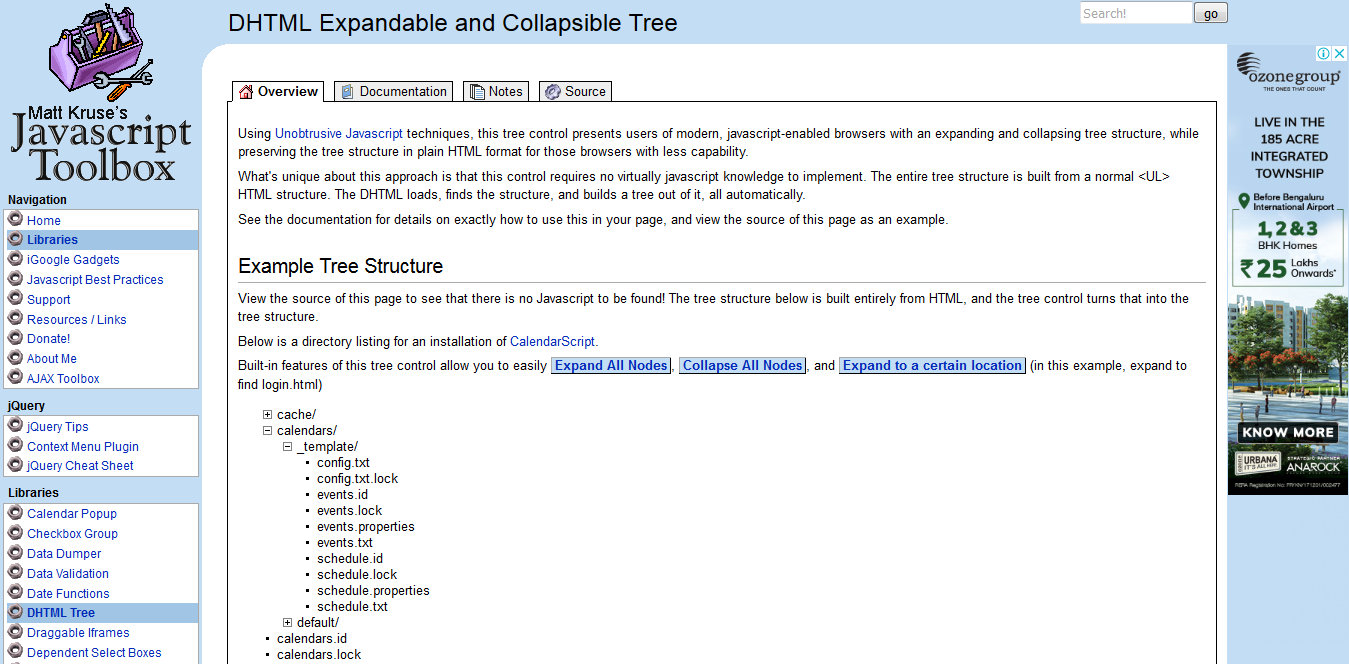 DHTML Expandable and Collapsible Tree
Search!
go
Matt Kruse's
Javascript
Toolbox
Navigation
Home
Libraries
iGoogle Gadgets
Javascript Best Practices
Support
Resources / Links
Donate!
About Me
AJAX Toolbox
jQuery
jQuery Tips
Context Menu Plugin
jQuery Cheat Sheet
Libraries
Calendar Popup
Checkbox Group
Data Dumper
Data Validation
Date Functions
DHTML Tree
Draggable Iframes
Dependent Select Boxes
Overview
Documentation
Notes
Source
Using Unobtrusive Javascript techniques, this tree control presents users of modern, javascript-enabled browsers with an expanding and collapsing tree structure, while
preserving the tree structure in plain HTML format for those browsers with less capability.
What's unique about this approach is that this control requires no virtually javascript knowledge to implement. The entire tree structure is built from a normal <UL>
HTML structure. The DHTML loads, finds the structure, and builds a tree out of it, all automatically.
See the documentation for details on exactly how to use this in your page, and view the source of this page as an example.
Example Tree Structure
View the source of this page to see that there is no Javascript to be found! The tree structure below is built entirely from HTML, and the tree control turns that into the
tree structure.
Below is a directory listing for an installation of CalendarScript.
Built-in features of this tree control allow you to easily Expand All Nodes, Collapse All Nodes, and Expand to a certain location (in this example, expand to
find login.html)
cache/
calendars/
_template/
config.txt
config.txt.lock
events.id
events.lock
events.properties
events.txt
schedule.id
schedule.lock
schedule.properties
schedule.txt
default/
calendars.id
calendars.lock
ozonegroup
THE ONES THAT COUNT
LIVE IN THE
185 ACRE
INTEGRATED
TOWNSHIP
Before Bengaluru
International Airport
1, 2 & 3
BHK Homes
₹ 25 Lakhs
Onwards*
KNOW MORE
OZONE
URBANA
IT'S ALL HERE
STRATEGIC PARTNER
ANAROCK